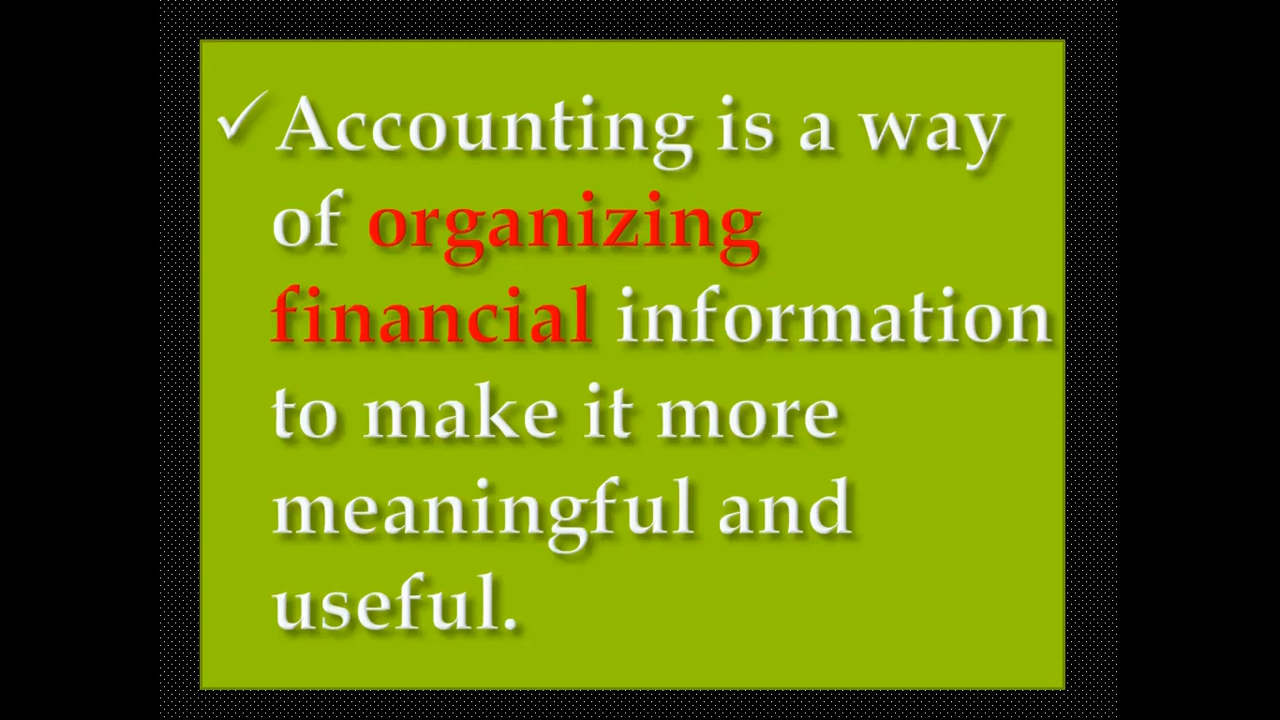 ✓Accounting is a way
of organizing
financial information
to make it more
meaningful and
useful.